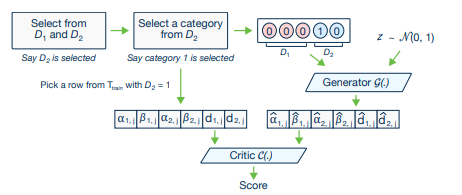 Select from
D₁ and D₂
Say D₂ is selected
Select a category
from D₂
Say category 1 is selected
0 0 0 1 0
D₁ D₂
z ~ 𝒩(0, 1)
Pick a row from T_train with D₂ = 1
Generator 𝒢(.)
α₁,ⱼ β₁,ⱼ α₂,ⱼ β₂,ⱼ d₁,ⱼ d₂,ⱼ
α̂₁,ⱼ β̂₁,ⱼ α̂₂,ⱼ β̂₂,ⱼ d̂₁,ⱼ d̂₂,ⱼ
Critic 𝒞(.)
Score